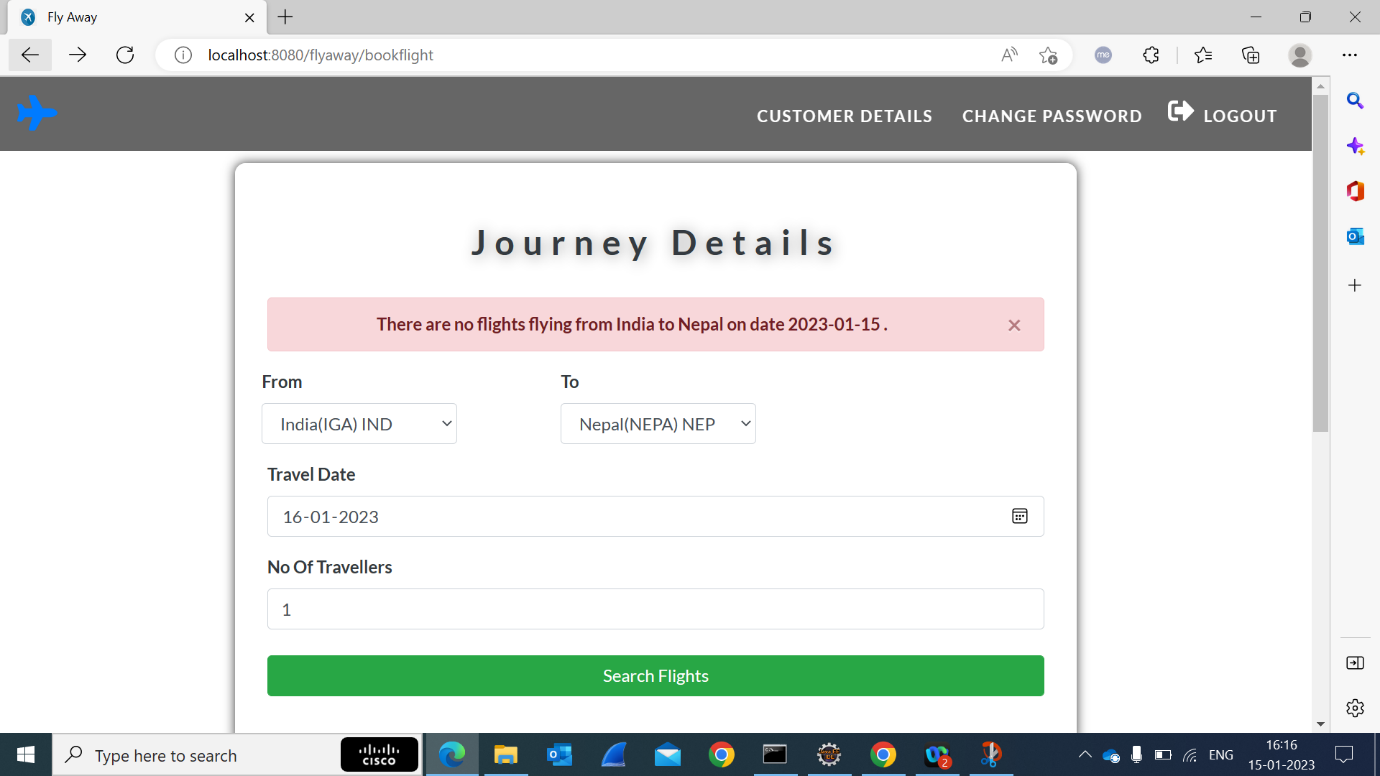 Fly Away
localhost:8080/flyaway/bookflight
CUSTOMER DETAILS
CHANGE PASSWORD
LOGOUT
Journey Details
There are no flights flying from India to Nepal on date 2023-01-15 .
From
To
India(IGA) IND
Nepal(NEPA) NEP
Travel Date
16-01-2023
No Of Travellers
1
Search Flights
Type here to search
CISCO
2
ENG
16:16
15-01-2023